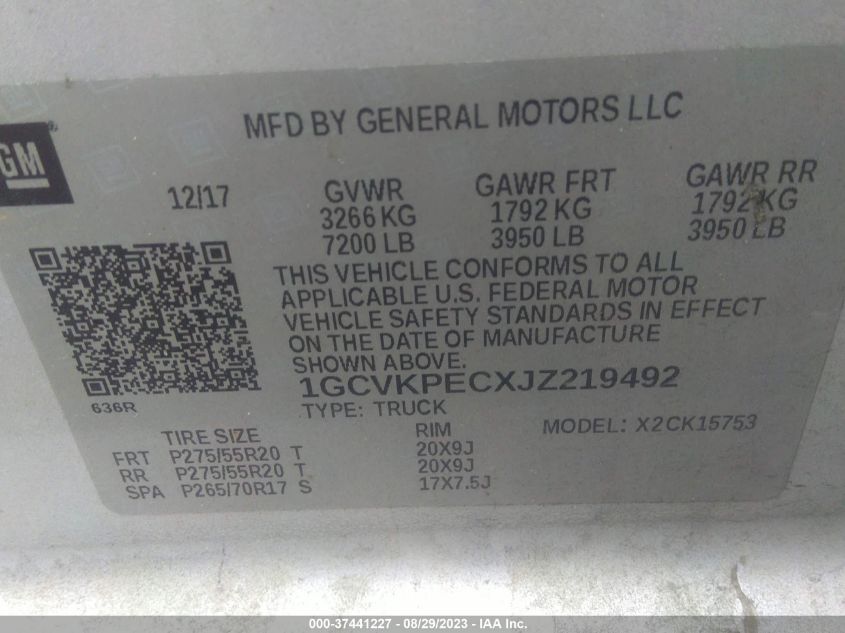 MFD BY GENERAL MOTORS LLC
GM ®
12/17 GVWR GAWR FRT GAWR RR
3266 KG 1792 KG 1792 KG
7200 LB 3950 LB 3950 LB
THIS VEHICLE CONFORMS TO ALL
APPLICABLE U.S. FEDERAL MOTOR
VEHICLE SAFETY STANDARDS IN EFFECT
ON THE DATE OF MANUFACTURE
SHOWN ABOVE.
1GCVKPECXJZ219492
636R TYPE: TRUCK
TIRE SIZE RIM MODEL: X2CK15753
FRT P275/55R20 T 20X9J
RR P275/55R20 T 20X9J
SPA P265/70R17 S 17X7.5J
000-37441227 - 08/29/2023 - IAA Inc.